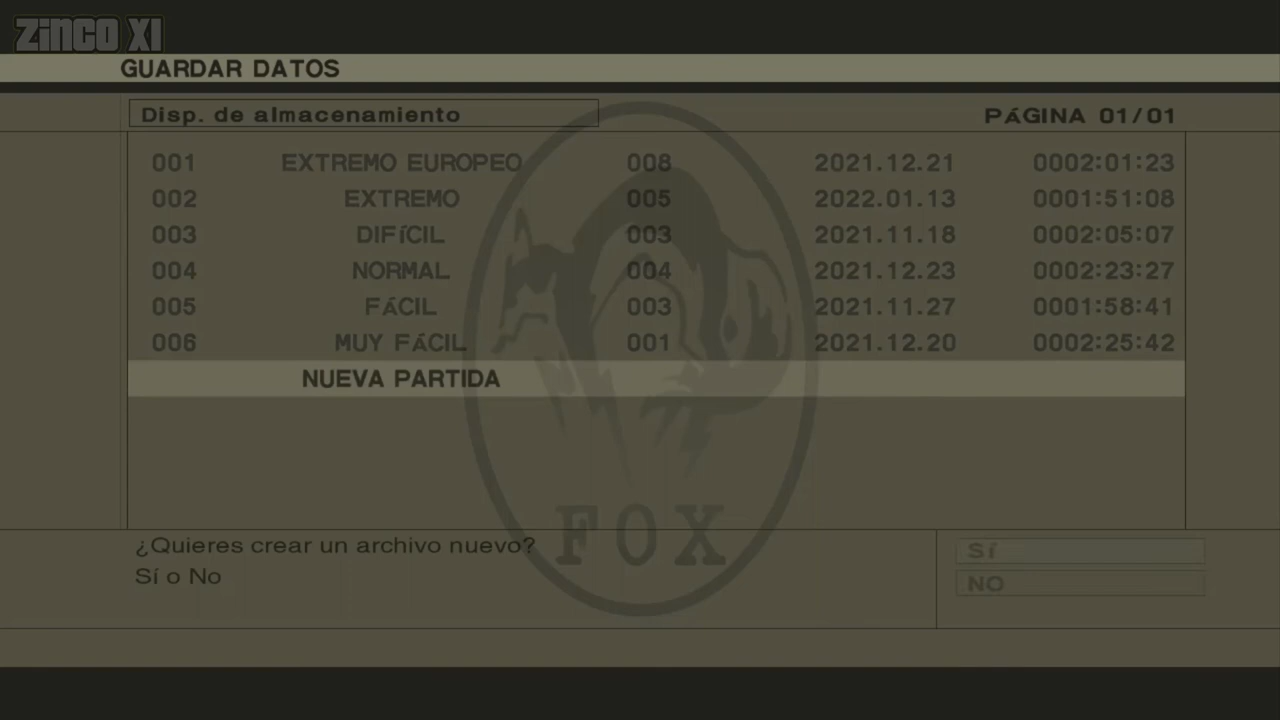 ZINCO XI
GUARDAR DATOS
Disp. de almacenamiento PÁGINA 01/01
001 EXTREMO EUROPEO 008 2021.12.21 0002:01:23
002 EXTREMO 005 2022.01.13 0001:51:08
003 DIFíCIL 003 2021.11.18 0002:05:07
004 NORMAL 004 2021.12.23 0002:23:27
005 FÁCIL 003 2021.11.27 0001:58:41
006 MUY FÁCIL 001 2021.12.20 0002:25:42
NUEVA PARTIDA
FOX
¿Quieres crear un archivo nuevo?
Sí o No
Sí
NO